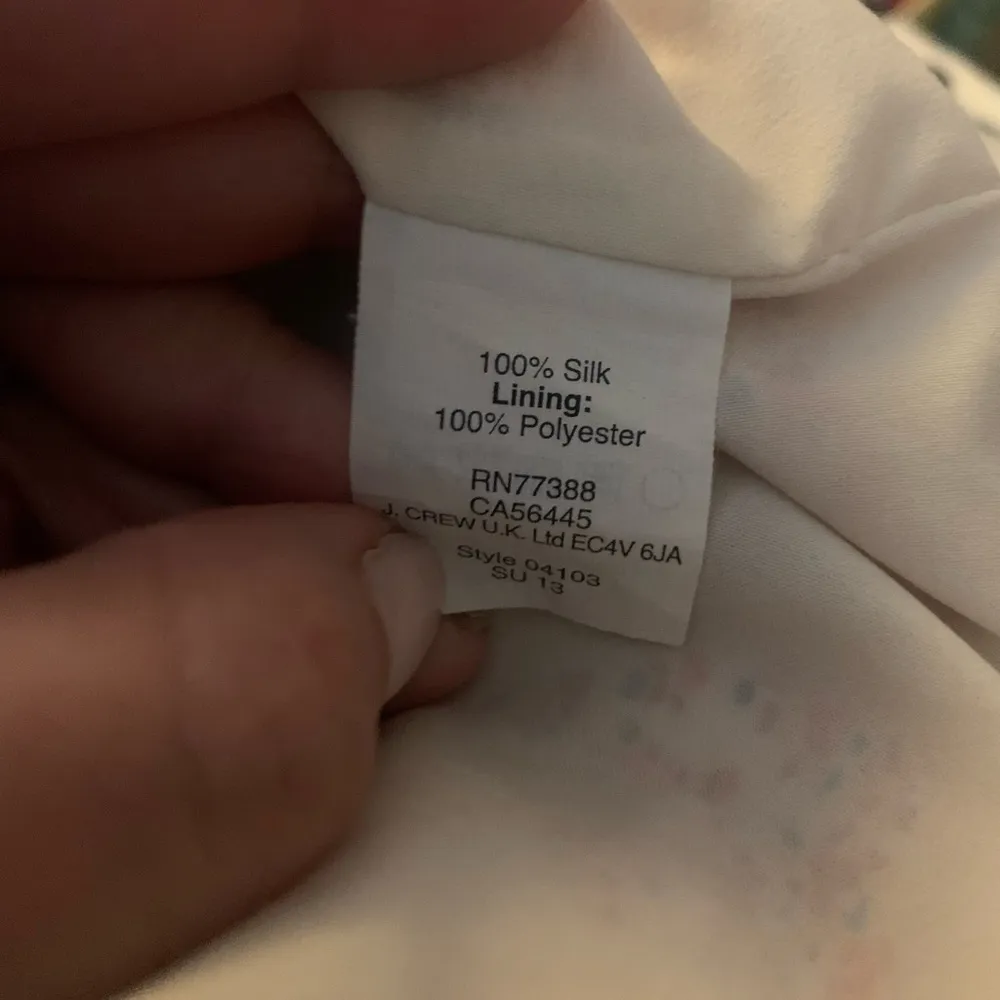 100% Silk
Lining:
100% Polyester
RN77388
CA56445
J. CREW U.K. Ltd EC4V 6JA
Style 04103
SU 13